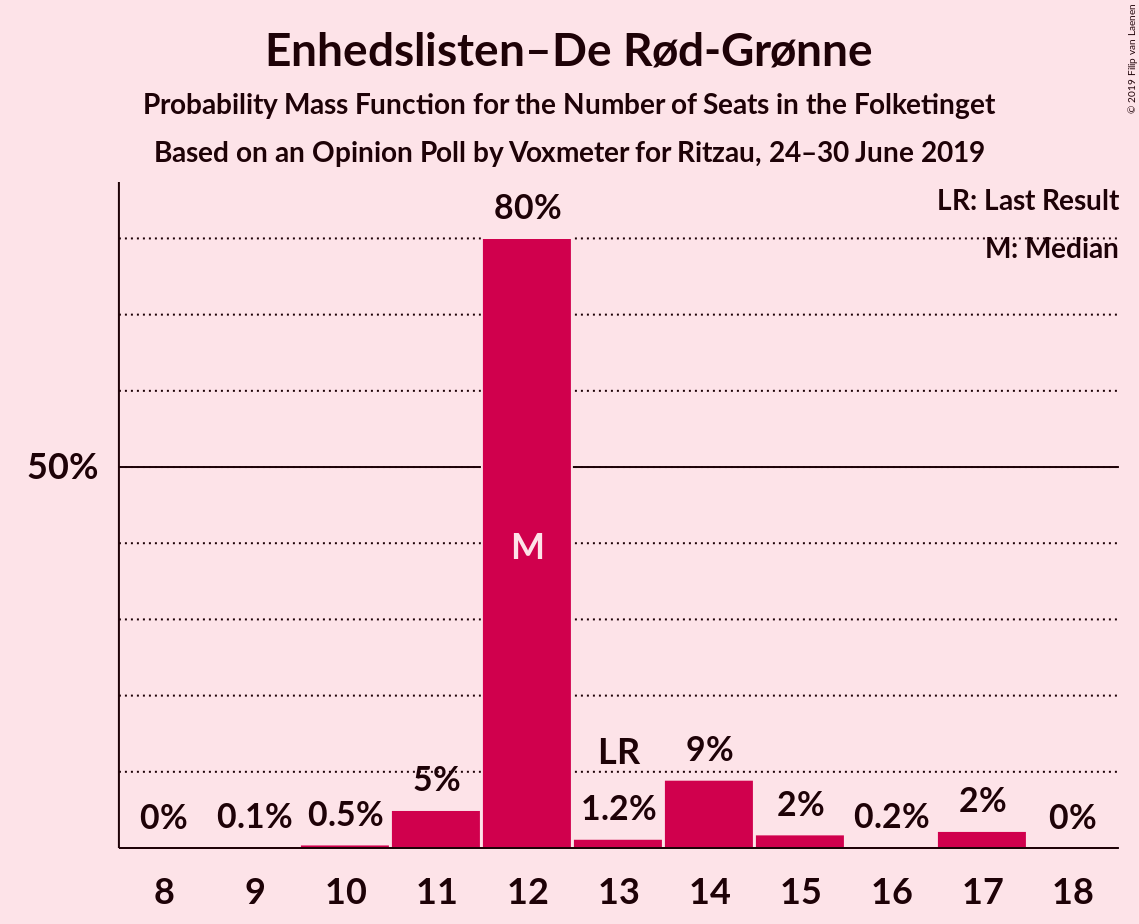 Enhedslisten–De Rød-Grønne
Probability Mass Function for the Number of Seats in the Folketinget
Based on an Opinion Poll by Voxmeter for Ritzau, 24–30 June 2019
© 2019 Filip van Laenen
LR: Last Result
M: Median
80%
50%
M
LR
9%
5%
0%
0.1%
0.5%
1.2%
2%
0.2%
2%
0%
8 9 10 11 12 13 14 15 16 17 18